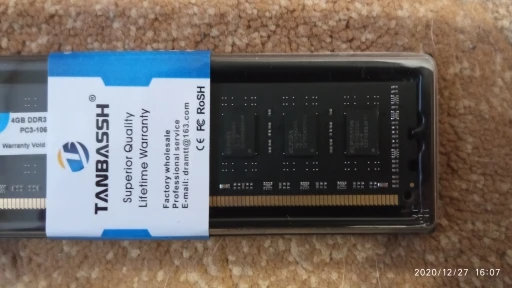 4GB DDR3
PC3-106
Warranty Void
TANBASSH®
Superior Quality
Lifetime Warranty
Factory wholesale
Professional service
E-mail: dramtt@163.com
CE FC RoSH
2020/12/27 16:07